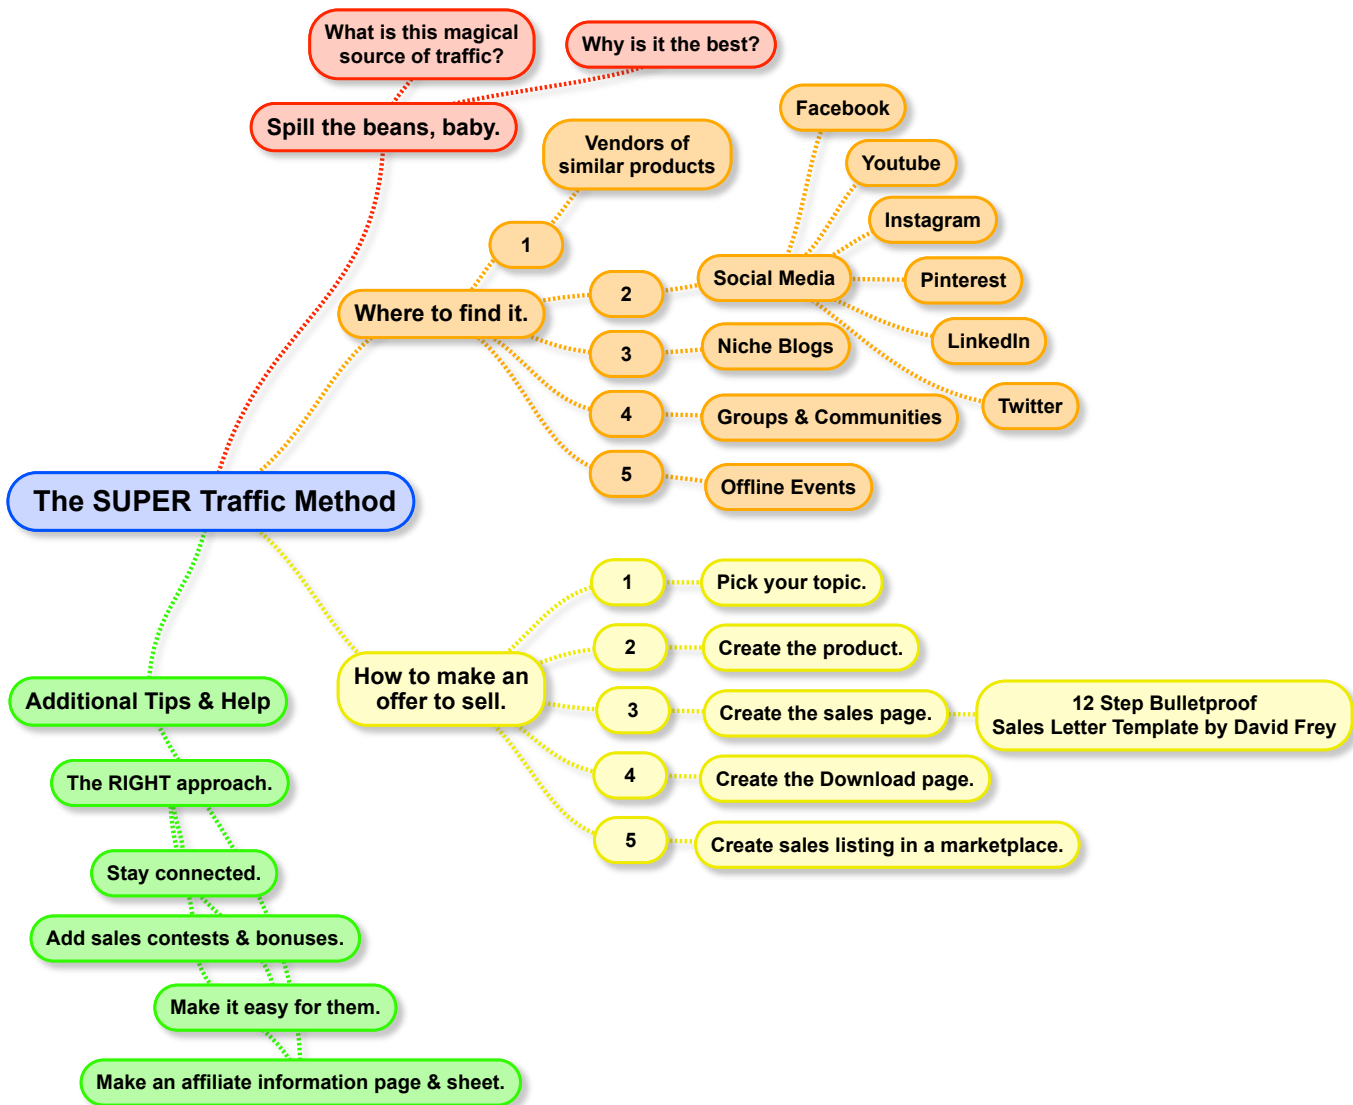 What is this magical
source of traffic?
Why is it the best?
Spill the beans, baby.
Vendors of
similar products
1
Where to find it.
2
Social Media
Facebook
Youtube
Instagram
Pinterest
LinkedIn
Twitter
3
Niche Blogs
4
Groups & Communities
5
Offline Events
The SUPER Traffic Method
How to make an
offer to sell.
1
Pick your topic.
2
Create the product.
3
Create the sales page.
12 Step Bulletproof
Sales Letter Template by David Frey
4
Create the Download page.
5
Create sales listing in a marketplace.
Additional Tips & Help
The RIGHT approach.
Stay connected.
Add sales contests & bonuses.
Make it easy for them.
Make an affiliate information page & sheet.